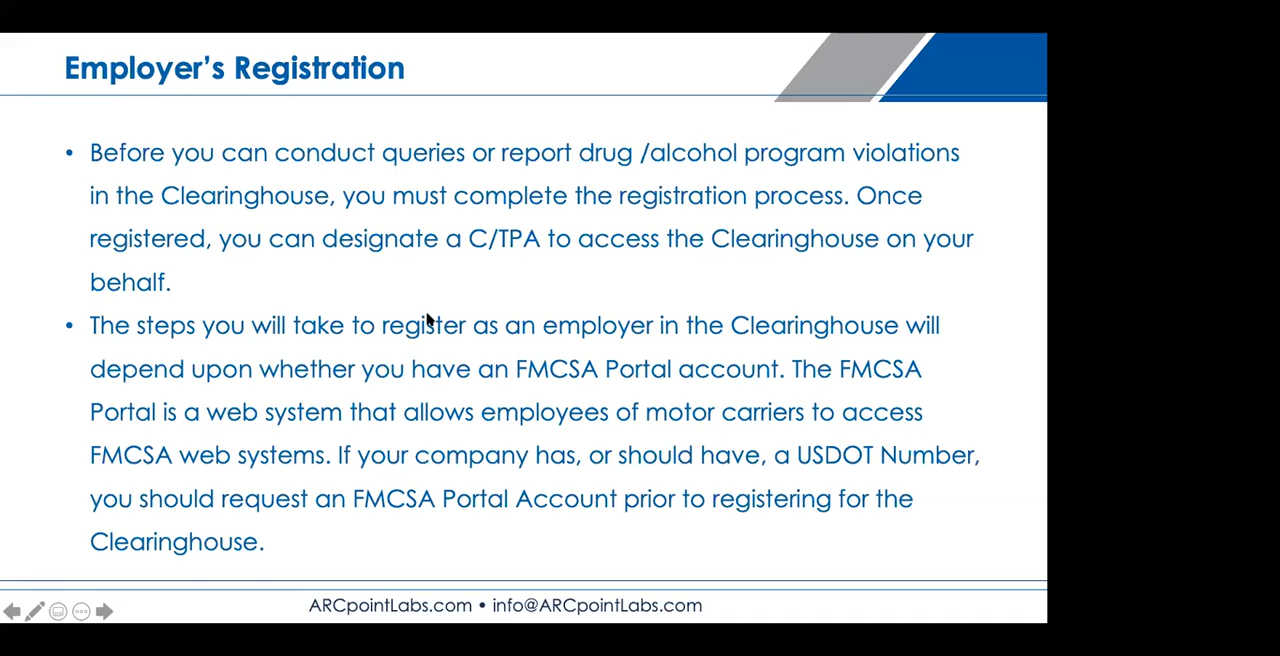 Employer's Registration
• Before you can conduct queries or report drug /alcohol program violations
in the Clearinghouse, you must complete the registration process. Once
registered, you can designate a C/TPA to access the Clearinghouse on your
behalf.
• The steps you will take to register as an employer in the Clearinghouse will
depend upon whether you have an FMCSA Portal account. The FMCSA
Portal is a web system that allows employees of motor carriers to access
FMCSA web systems. If your company has, or should have, a USDOT Number,
you should request an FMCSA Portal Account prior to registering for the
Clearinghouse.
ARCpointLabs.com • info@ARCpointLabs.com